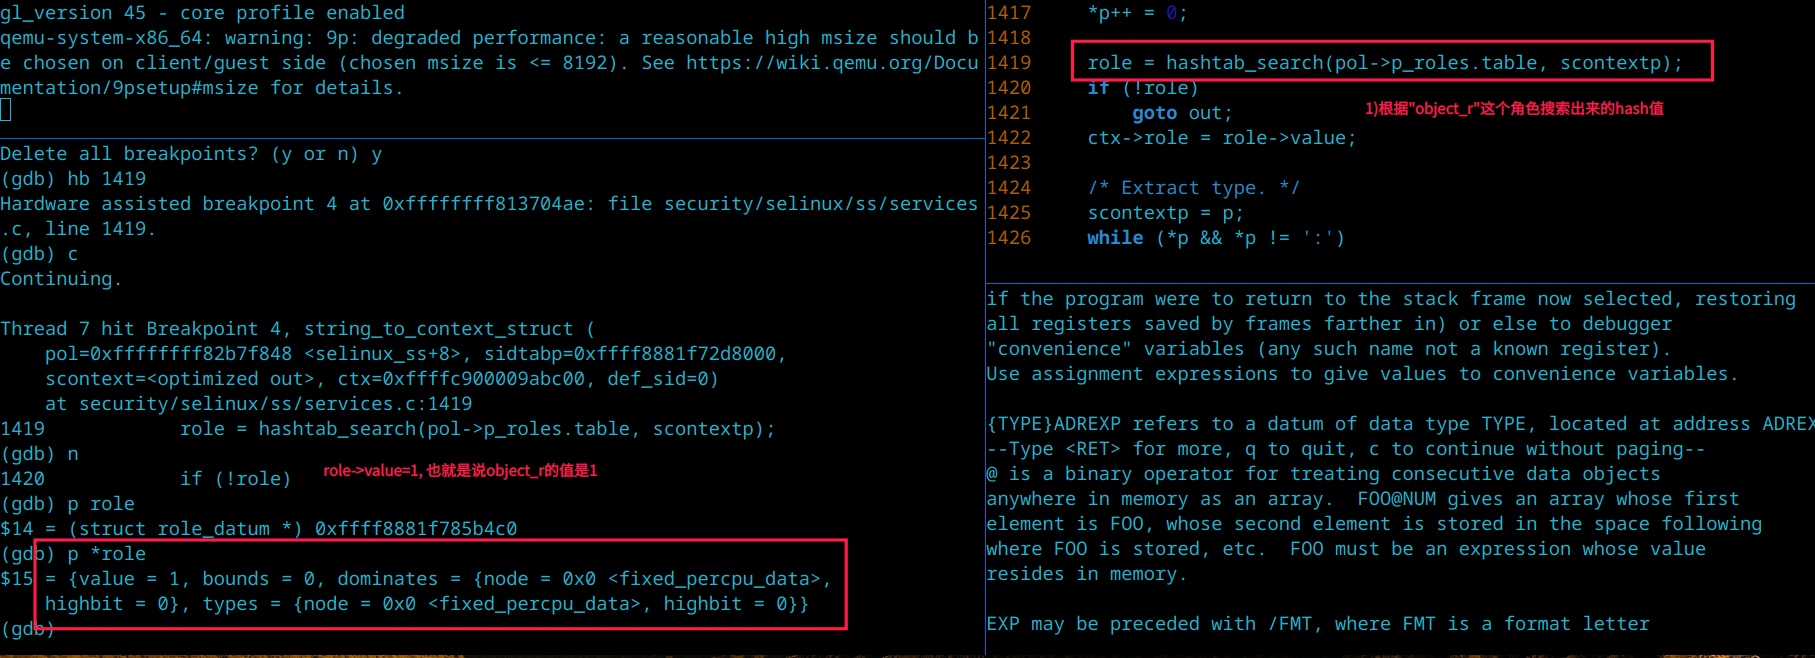 gl_version 45 - core profile enabled
qemu-system-x86_64: warning: 9p: degraded performance: a reasonable high msize should b
e chosen on client/guest side (chosen msize is <= 8192). See https://wiki.qemu.org/Docu
mentation/9psetup#msize for details.
Delete all breakpoints? (y or n) y
(gdb) hb 1419
Hardware assisted breakpoint 4 at 0xffffffff813704ae: file security/selinux/ss/services
.c, line 1419.
(gdb) c
Continuing.
Thread 7 hit Breakpoint 4, string_to_context_struct (
    pol=0xffffffff82b7f848 <selinux_ss+8>, sidtabp=0xffff8881f72d8000,
    scontext=<optimized out>, ctx=0xffffc900009abc00, def_sid=0)
    at security/selinux/ss/services.c:1419
1419            role = hashtab_search(pol->p_roles.table, scontextp);
(gdb) n
1420            if (!role)
role->value=1, 也就是说object_r的值是1
(gdb) p role
$14 = (struct role_datum *) 0xffff8881f785b4c0
(gdb) p *role
$15 = {value = 1, bounds = 0, dominates = {node = 0x0 <fixed_percpu_data>,
    highbit = 0}, types = {node = 0x0 <fixed_percpu_data>, highbit = 0}}
(gdb)
1417     *p++ = 0;
1418
1419     role = hashtab_search(pol->p_roles.table, scontextp);
1420     if (!role)
1)根据"object_r"这个角色搜索出来的hash值
1421         goto out;
1422     ctx->role = role->value;
1423
1424     /* Extract type. */
1425     scontextp = p;
1426     while (*p && *p != ':')
if the program were to return to the stack frame now selected, restoring
all registers saved by frames farther in) or else to debugger
"convenience" variables (any such name not a known register).
Use assignment expressions to give values to convenience variables.
{TYPE}ADREXP refers to a datum of data type TYPE, located at address ADREX
--Type <RET> for more, q to quit, c to continue without paging--
@ is a binary operator for treating consecutive data objects
anywhere in memory as an array.  FOO@NUM gives an array whose first
element is FOO, whose second element is stored in the space following
where FOO is stored, etc.  FOO must be an expression whose value
resides in memory.
EXP may be preceded with /FMT, where FMT is a format letter